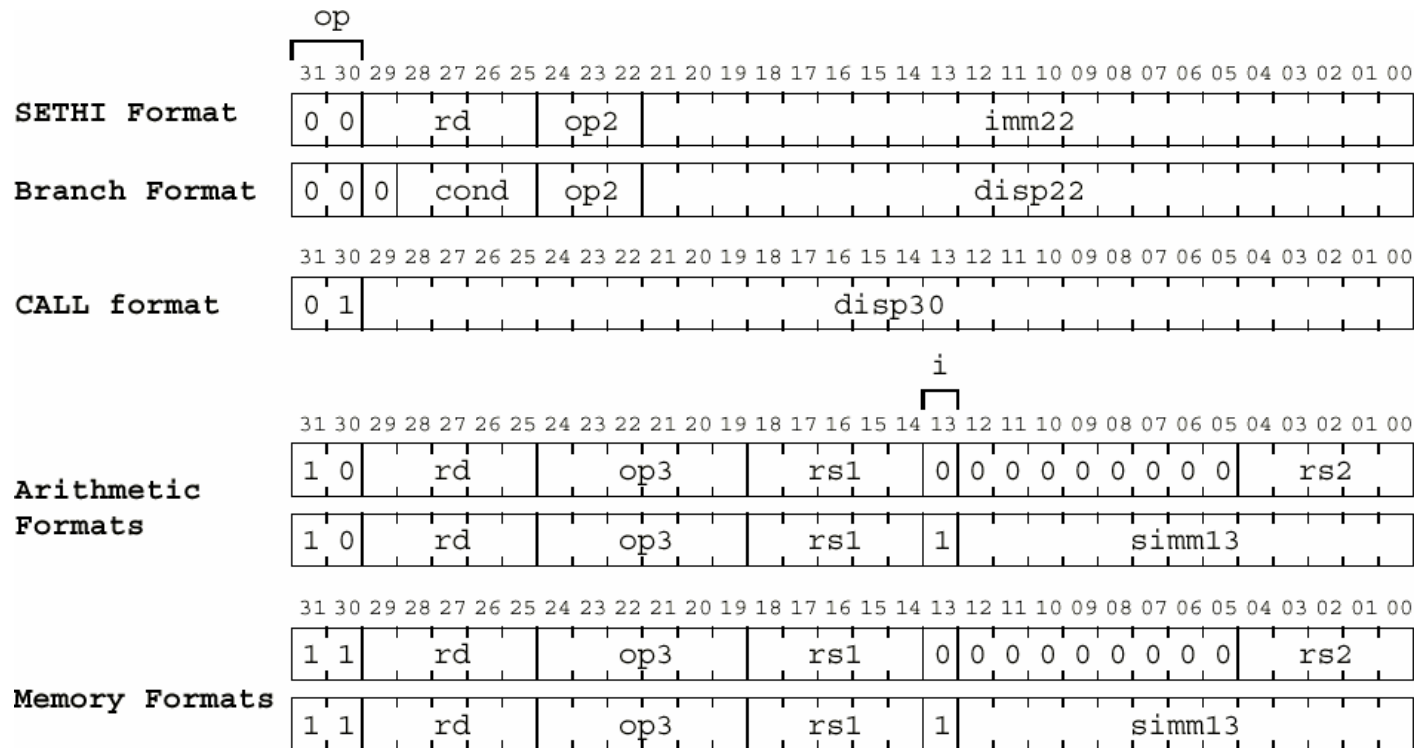 op
31 30 29 28 27 26 25 24 23 22 21 20 19 18 17 16 15 14 13 12 11 10 09 08 07 06 05 04 03 02 01 00
SETHI Format 0 0 rd op2 imm22
Branch Format 0 0 0 cond op2 disp22
31 30 29 28 27 26 25 24 23 22 21 20 19 18 17 16 15 14 13 12 11 10 09 08 07 06 05 04 03 02 01 00
CALL format 0 1 disp30
i
31 30 29 28 27 26 25 24 23 22 21 20 19 18 17 16 15 14 13 12 11 10 09 08 07 06 05 04 03 02 01 00
1 0 rd op3 rs1 0 0 0 0 0 0 0 0 0 rs2
Arithmetic
Formats
1 0 rd op3 rs1 1 simm13
31 30 29 28 27 26 25 24 23 22 21 20 19 18 17 16 15 14 13 12 11 10 09 08 07 06 05 04 03 02 01 00
1 1 rd op3 rs1 0 0 0 0 0 0 0 0 0 rs2
Memory Formats
1 1 rd op3 rs1 1 simm13